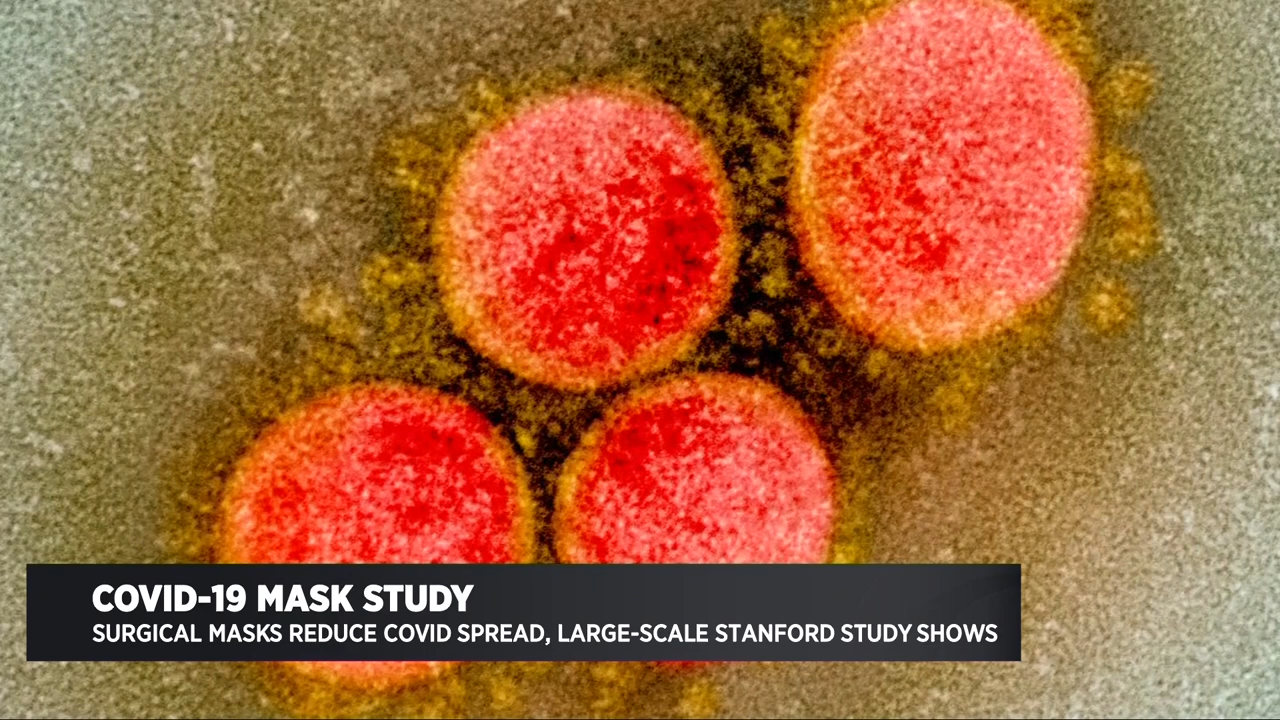 COVID-19 MASK STUDY
SURGICAL MASKS REDUCE COVID SPREAD, LARGE-SCALE STANFORD STUDY SHOWS